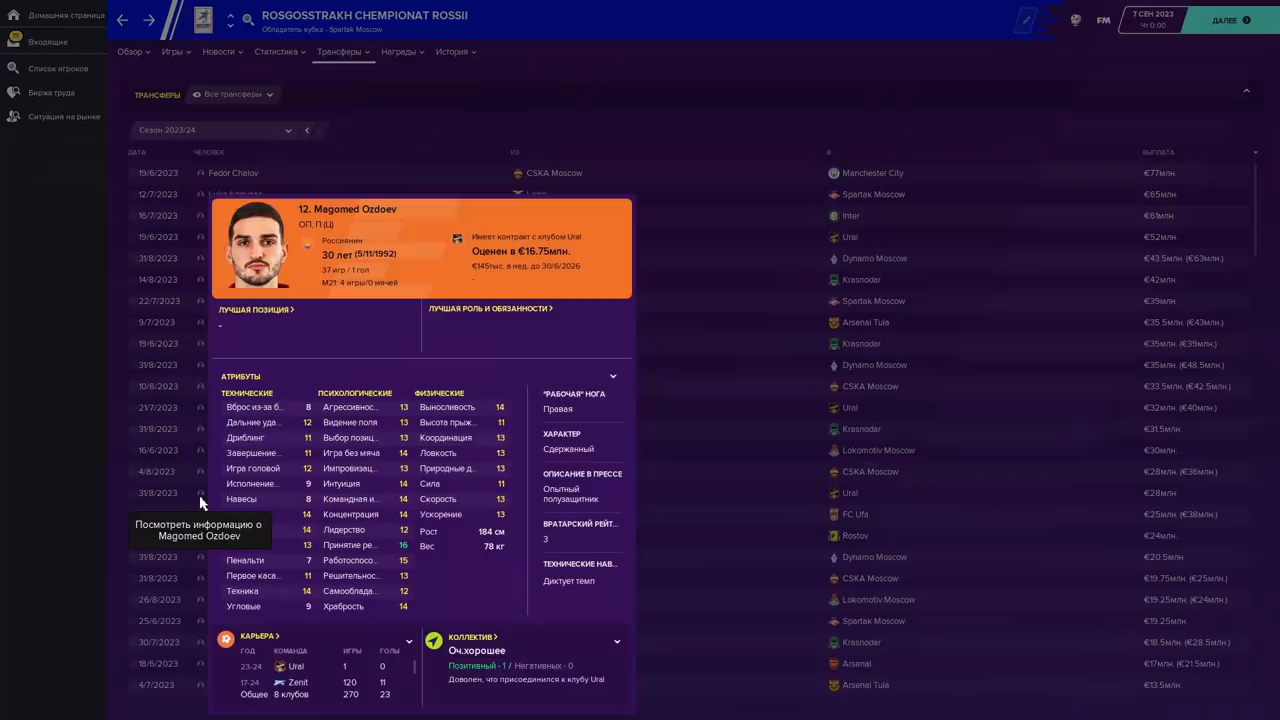 Домашняя страница
Входящие
Список игроков
Биржа труда
Ситуация на рынке
ROSGOSSTRAKH CHEMPIONAT ROSSII
Обладатель кубка - Spartak Moscow
FM
7 СЕН 2023
Чт 0:00
ДАЛЕЕ
Обзор Игры Новости Статистика Трансферы Награды История
ТРАНСФЕРЫ Все трансферы
Сезон 2023/24
ДАТА ЧЕЛОВЕК ИЗ В ВЫПЛАТА
19/6/2023 Fedor Chalov CSKA Moscow Manchester City €77млн.
12/7/2023 Spartak Moscow €65млн.
16/7/2023 Inter €61млн.
19/6/2023 Ural €52млн.
31/8/2023 Dynamo Moscow €43.5млн. (€63млн.)
14/8/2023 Krasnodar €42млн.
22/7/2023 Spartak Moscow €39млн.
9/7/2023 Arsenal Tula €35.5млн. (€43млн.)
19/6/2023 Krasnodar €35млн. (€39млн.)
31/8/2023 Dynamo Moscow €35млн. (€48.5млн.)
10/8/2023 CSKA Moscow €33.5млн. (€42.5млн.)
21/7/2023 Ural €32млн. (€40млн.)
31/8/2023 Krasnodar €31.5млн.
16/6/2023 Lokomotiv Moscow €30млн.
4/8/2023 CSKA Moscow €28млн. (€36млн.)
31/8/2023 Ural €28млн.
FC Ufa €25млн. (€38млн.)
Rostov €24млн.
31/8/2023 Dynamo Moscow €20.5млн.
31/8/2023 CSKA Moscow €19.75млн. (€25млн.)
26/8/2023 Lokomotiv Moscow €19.25млн. (€24млн.)
25/6/2023 Spartak Moscow €19.25млн.
30/7/2023 Krasnodar €18.5млн. (€28.5млн.)
18/6/2023 Arsenal €17млн. (€21.5млн.)
4/7/2023 Arsenal Tula €13.5млн.
12. Magomed Ozdoev
ОП, П (Ц)
Россиянин
30 лет (5/11/1992)
37 игр / 1 гол
М21: 4 игры/0 мячей
Имеет контракт с клубом Ural
Оценен в €16.75млн.
€145тыс. в нед. до 30/6/2026
-
ЛУЧШАЯ ПОЗИЦИЯ
-
ЛУЧШАЯ РОЛЬ И ОБЯЗАННОСТИ
АТРИБУТЫ
ТЕХНИЧЕСКИЕ ПСИХОЛОГИЧЕСКИЕ ФИЗИЧЕСКИЕ
Вброс из-за б... 8 Агрессивнос... 13 Выносливость 14
Дальние уда... 12 Видение поля 13 Высота прыж... 11
Дриблинг 11 Выбор позиц... 13 Координация 13
Завершение... 11 Игра без мяча 14 Ловкость 13
Игра головой 12 Импровизац... 13 Природные д... 13
Исполнение... 9 Интуиция 14 Сила 11
Навесы 8 Командная и... 14 Скорость 13
14 Концентрация 14 Ускорение 13
14 Лидерство 12 Рост 184 см
13 Принятие ре... 16 Вес 78 кг
Пенальти 7 Работоспосо... 15
Первое каса... 11 Решительнос... 13
Техника 14 Самооблада... 12
Угловые 9 Храбрость 14
"РАБОЧАЯ" НОГА
Правая
ХАРАКТЕР
Сдержанный
ОПИСАНИЕ В ПРЕССЕ
Опытный
полузащитник
ВРАТАРСКИЙ РЕЙТ...
3
ТЕХНИЧЕСКИЕ НАВ...
Диктует темп
Посмотреть информацию о
Magomed Ozdoev
КАРЬЕРА
ГОД КОМАНДА ИГРЫ ГОЛЫ
23-24 Ural 1 0
17-24 Zenit 120 11
Общее 8 клубов 270 23
КОЛЛЕКТИВ
Оч.хорошее
Позитивный - 1 / Негативных - 0
Доволен, что присоединился к клубу Ural